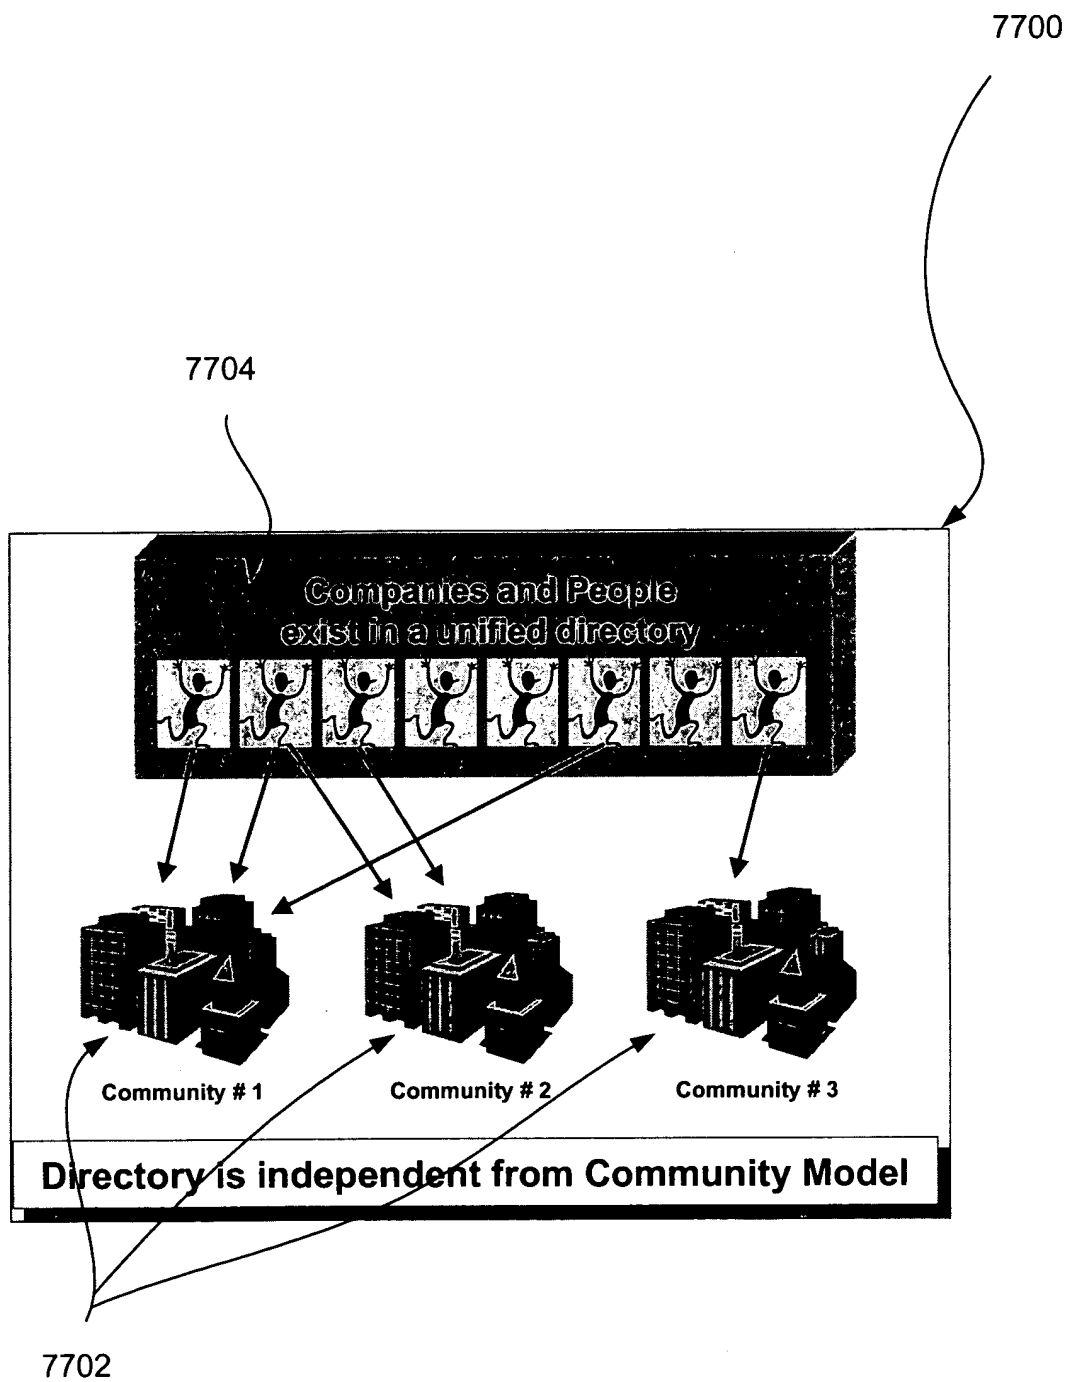 7700
7704
Companies and People
exist in a unified directory
Community # 1
Community # 2
Community # 3
Directory is independent from Community Model
7702